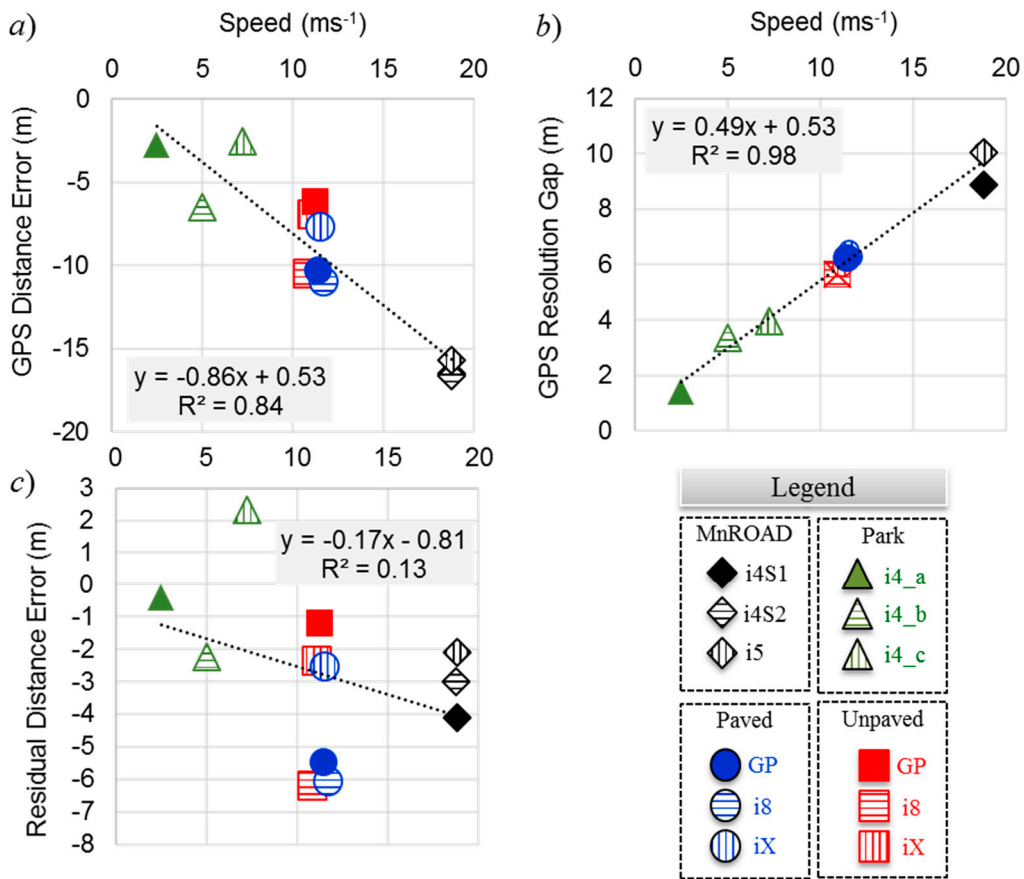 a)
Speed (ms-1)
0 5 10 15 20
GPS Distance Error (m)
0
-5
-10
-15
-20
y = -0.86x + 0.53
R² = 0.84
b)
Speed (ms-1)
0 5 10 15 20
GPS Resolution Gap (m)
12
10
8
6
4
2
0
y = 0.49x + 0.53
R² = 0.98
c)
0 5 10 15 20
Residual Distance Error (m)
3
2
1
0
-1
-2
-3
-4
-5
-6
-7
-8
y = -0.17x - 0.81
R² = 0.13
Legend
MnROAD
i4S1
i4S2
i5
Park
i4_a
i4_b
i4_c
Paved
GP
i8
iX
Unpaved
GP
i8
iX